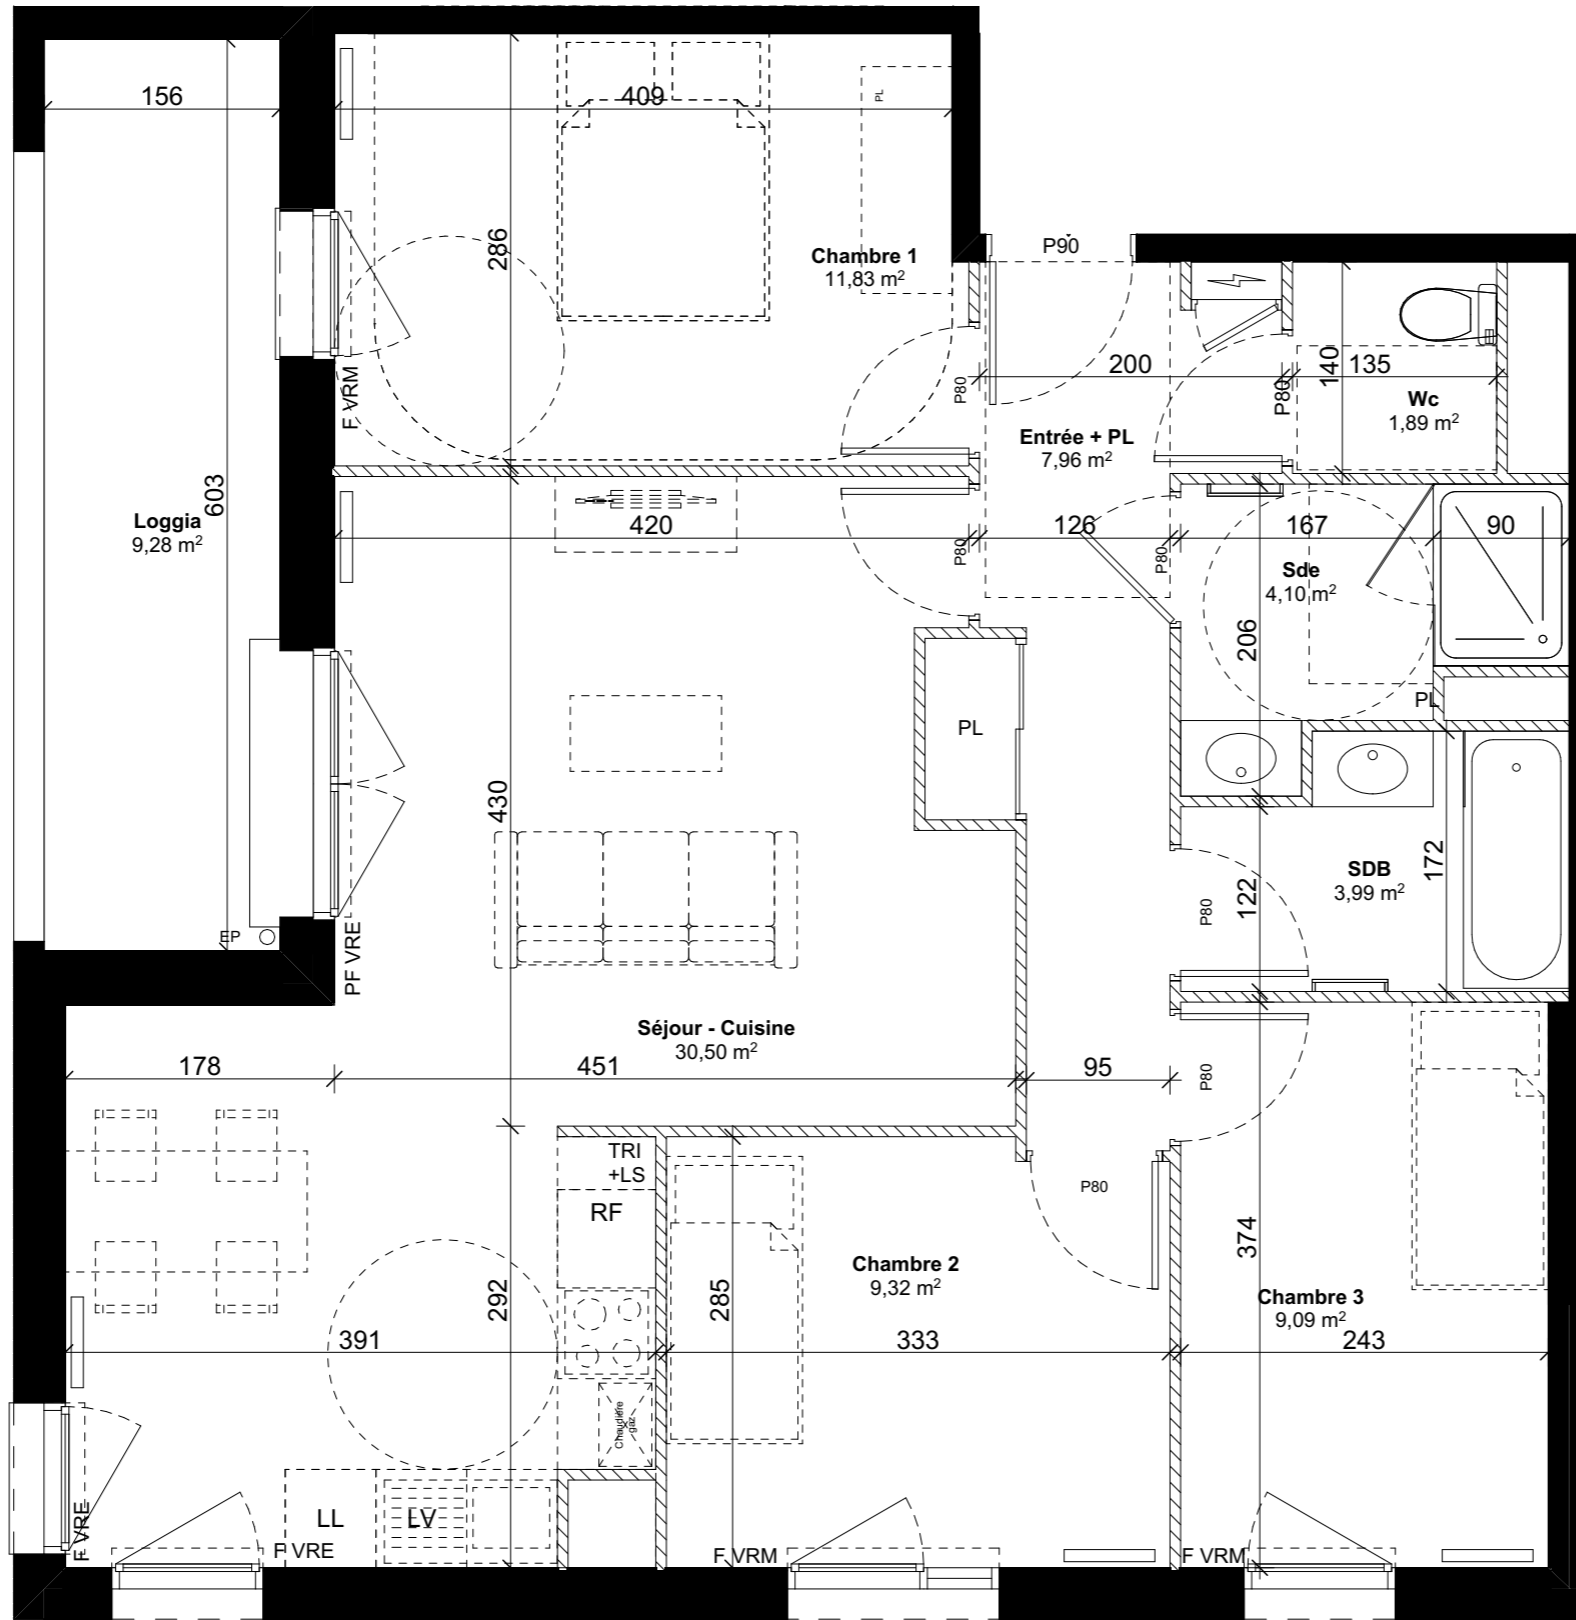 156
409
PL
286
Chambre 1
11,83 m²
P90
F VRM
P80
200
140
135
P80
Wc
1,89 m²
Entrée + PL
7,96 m²
603
Loggia
9,28 m²
420
P80
126
P80
167
90
Sde
4,10 m²
206
PL
PL
430
172
SDB
3,99 m²
122
P80
EP
PF VRE
Séjour - Cuisine
30,50 m²
178
451
95
P80
TRI
+LS
RF
P80
292
285
Chambre 2
9,32 m²
374
Chambre 3
9,09 m²
391
333
243
Chaudière
gaz
F VRE
LL
LV
F VRE
F VRM
F VRM